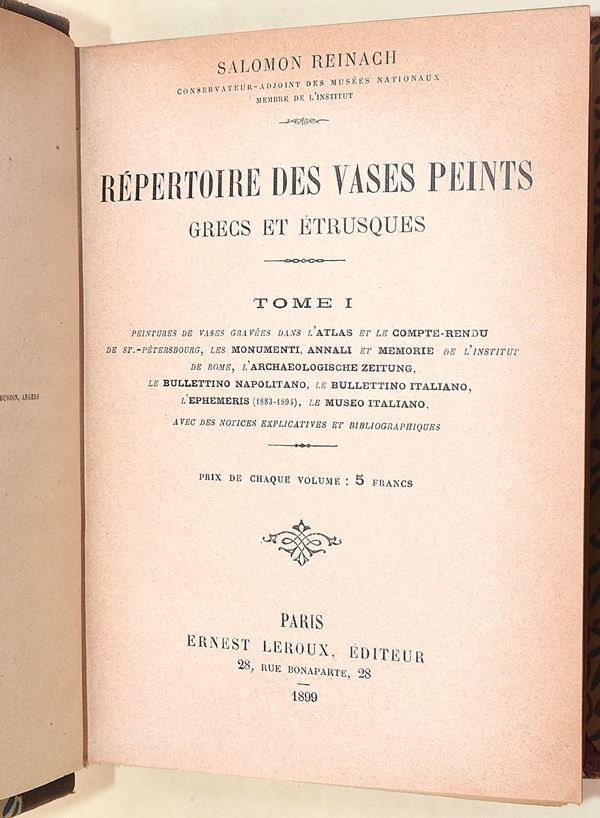 BURDIN, ANGERS
SALOMON REINACH
CONSERVATEUR-ADJOINT DES MUSÉES NATIONAUX
MEMBRE DE L'INSTITUT
RÉPERTOIRE DES VASES PEINTS
GRECS ET ÉTRUSQUES
TOME I
PEINTURES DE VASES GRAVÉES DANS L'ATLAS ET LE COMPTE-RENDU
DE ST.-PÉTERSBOURG, LES MONUMENTI, ANNALI ET MEMORIE DE L'INSTITUT
DE ROME, L'ARCHAEOLOGISCHE ZEITUNG,
LE BULLETTINO NAPOLITANO, LE BULLETTINO ITALIANO,
L'EPHEMERIS (1883-1894), LE MUSEO ITALIANO,
AVEC DES NOTICES EXPLICATIVES ET BIBLIOGRAPHIQUES
PRIX DE CHAQUE VOLUME : 5 FRANCS
PARIS
ERNEST LEROUX, ÉDITEUR
28, RUE BONAPARTE, 28
1899